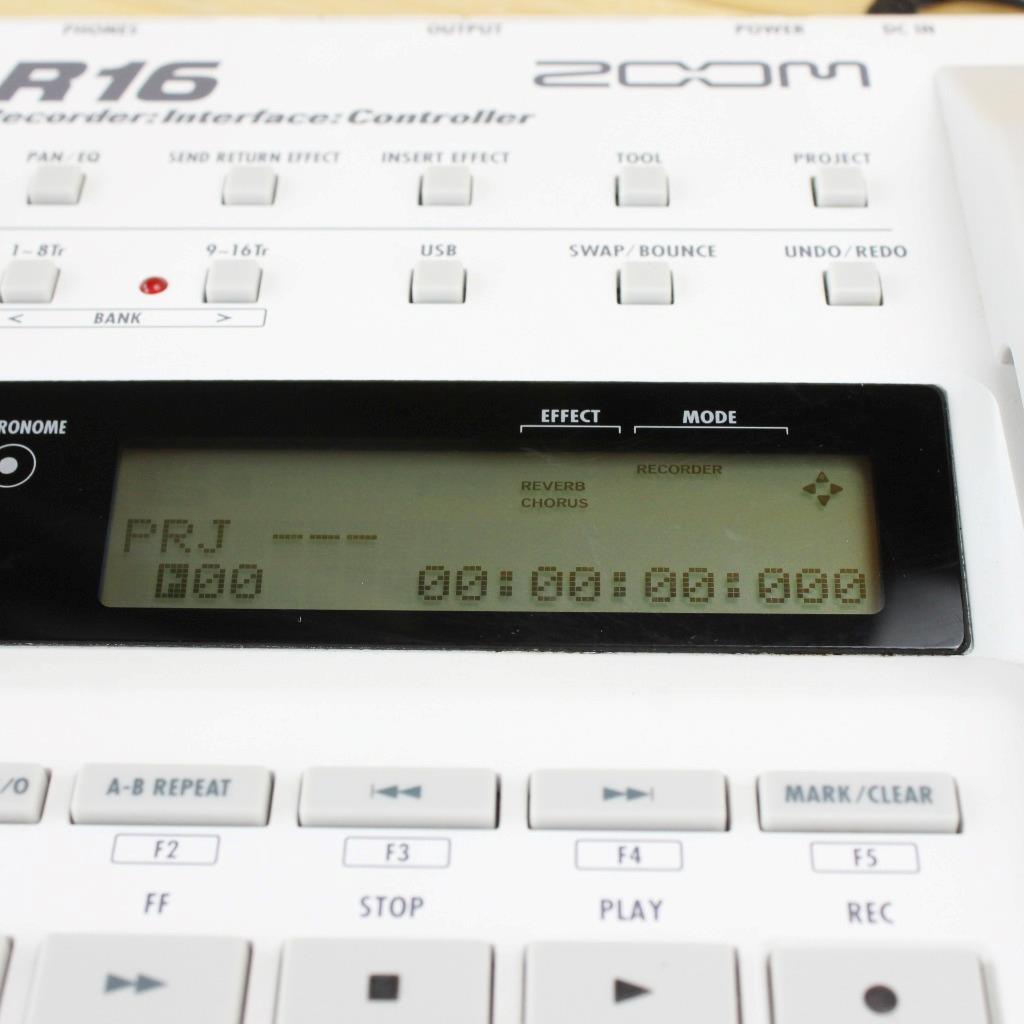 PHONES OUTPUT POWER DC IN
R16 ZOOM
Recorder:Interface:Controller
PAN/EQ SEND RETURN EFFECT INSERT EFFECT TOOL PROJECT
1~8Tr 9~16Tr USB SWAP/BOUNCE UNDO/REDO
< BANK >
RONOME EFFECT MODE
RECORDER
REVERB
CHORUS
PRJ ---
00 00:00:00:000
/O A-B REPEAT MARK/CLEAR
F2 F3 F4 F5
FF STOP PLAY REC